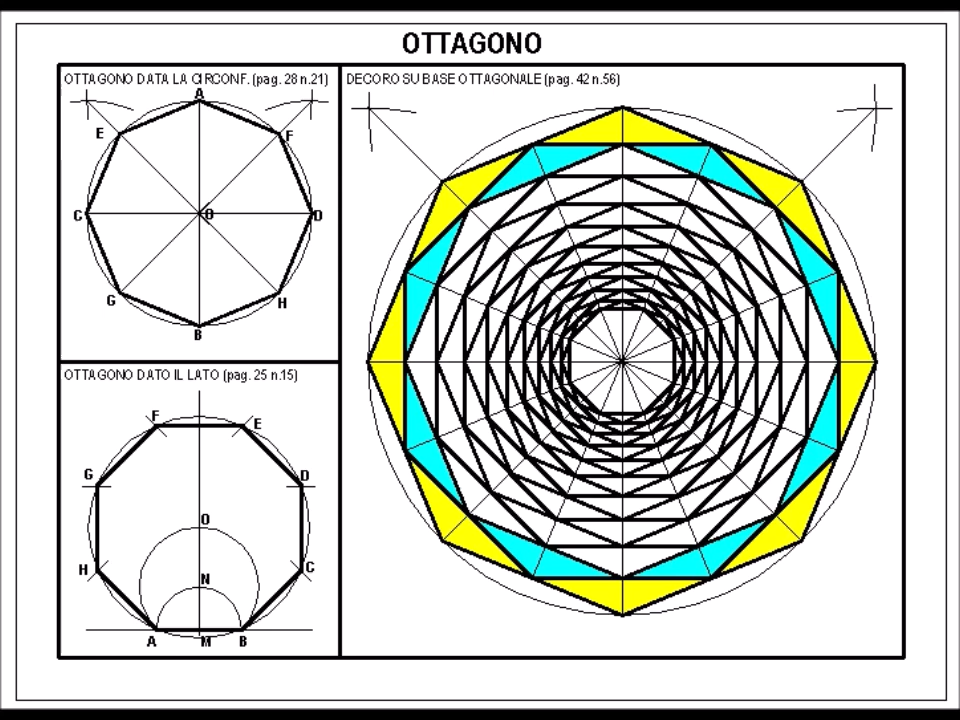 OTTAGONO
OTTAGONO DATA LA CIRCONF. (pag. 28 n.21)
A
E
F
C
O
D
G
H
B
OTTAGONO DATO IL LATO (pag. 25 n.15)
F
E
G
D
O
H
C
N
A
M
B
DECORO SU BASE OTTAGONALE (pag. 42 n.56)